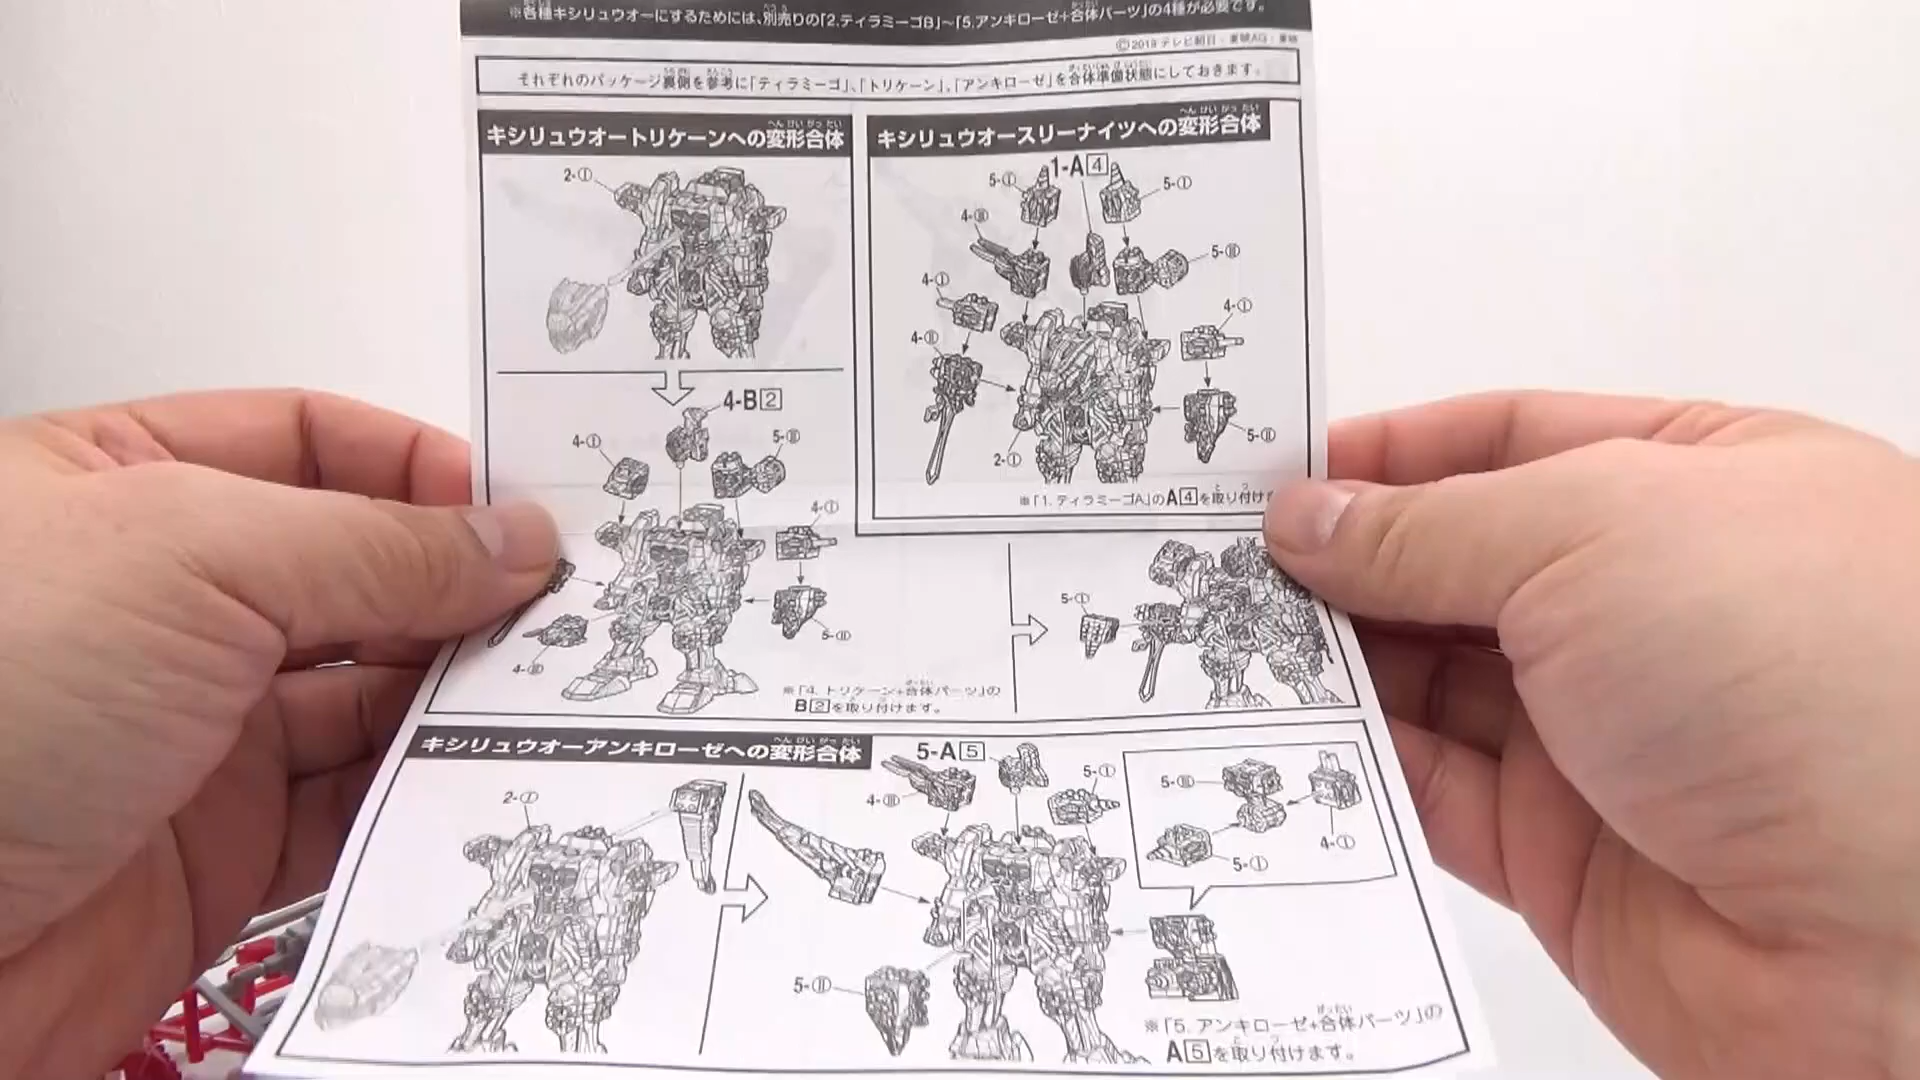 ※各種キシリュウオーにするためには、別売りの「2.ティラミーゴB」～「5.アンキローゼ+合体パーツ」の4種が必要です。
©2019 テレビ朝日・東映AG・東映
それぞれのパッケージ裏側を参考に「ティラミーゴ」、「トリケーン」、「アンキローゼ」を合体準備状態にしておきます。
キシリュウオートリケーンへの変形合体
2-①
4-B2
4-①
5-Ⅲ
4-①
5-Ⅱ
4-Ⅲ
※「4.トリケーン+合体パーツ」の
B2を取り付けます。
5-①
キシリュウオースリーナイツへの変形合体
1-A4
5-①
5-①
4-Ⅲ
5-Ⅲ
4-①
4-①
4-Ⅱ
5-Ⅱ
2-①
※「1.ティラミーゴA」のA4を取り付け
キシリュウオーアンキローゼへの変形合体
2-①
5-A5
4-Ⅲ
5-①
5-Ⅲ
4-①
5-①
5-Ⅱ
※「5.アンキローゼ+合体パーツ」の
A5を取り付けます。